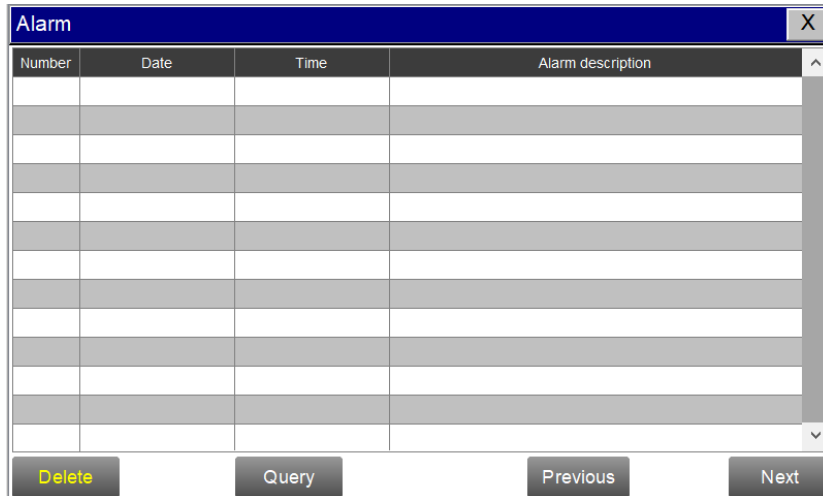 Alarm X
Number Date Time Alarm description
Delete Query Previous Next